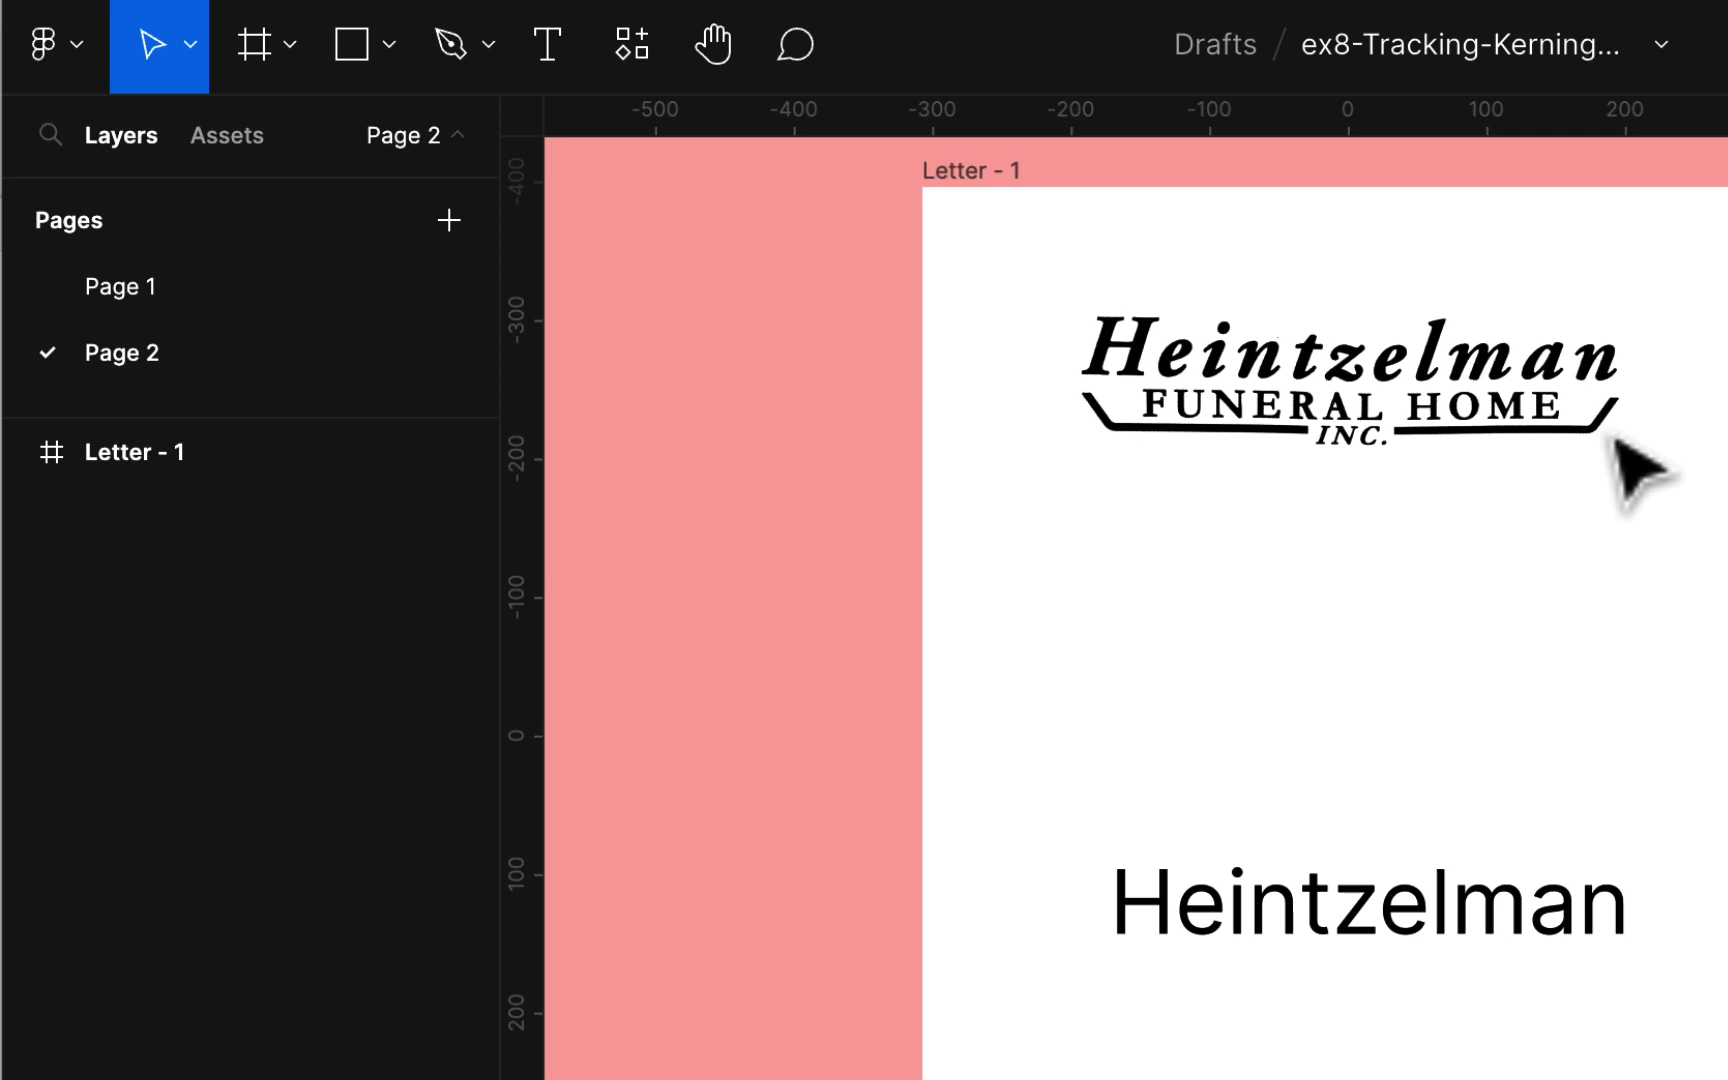 Drafts / ex8-Tracking-Kerning...
Layers Assets Page 2
-500 -400 -300 -200 -100 0 100 200
Pages
Page 1
Page 2
Letter - 1
-400
-300
-200
-100
0
100
200
Letter - 1
Heintzelman
FUNERAL HOME
INC.
Heintzelman